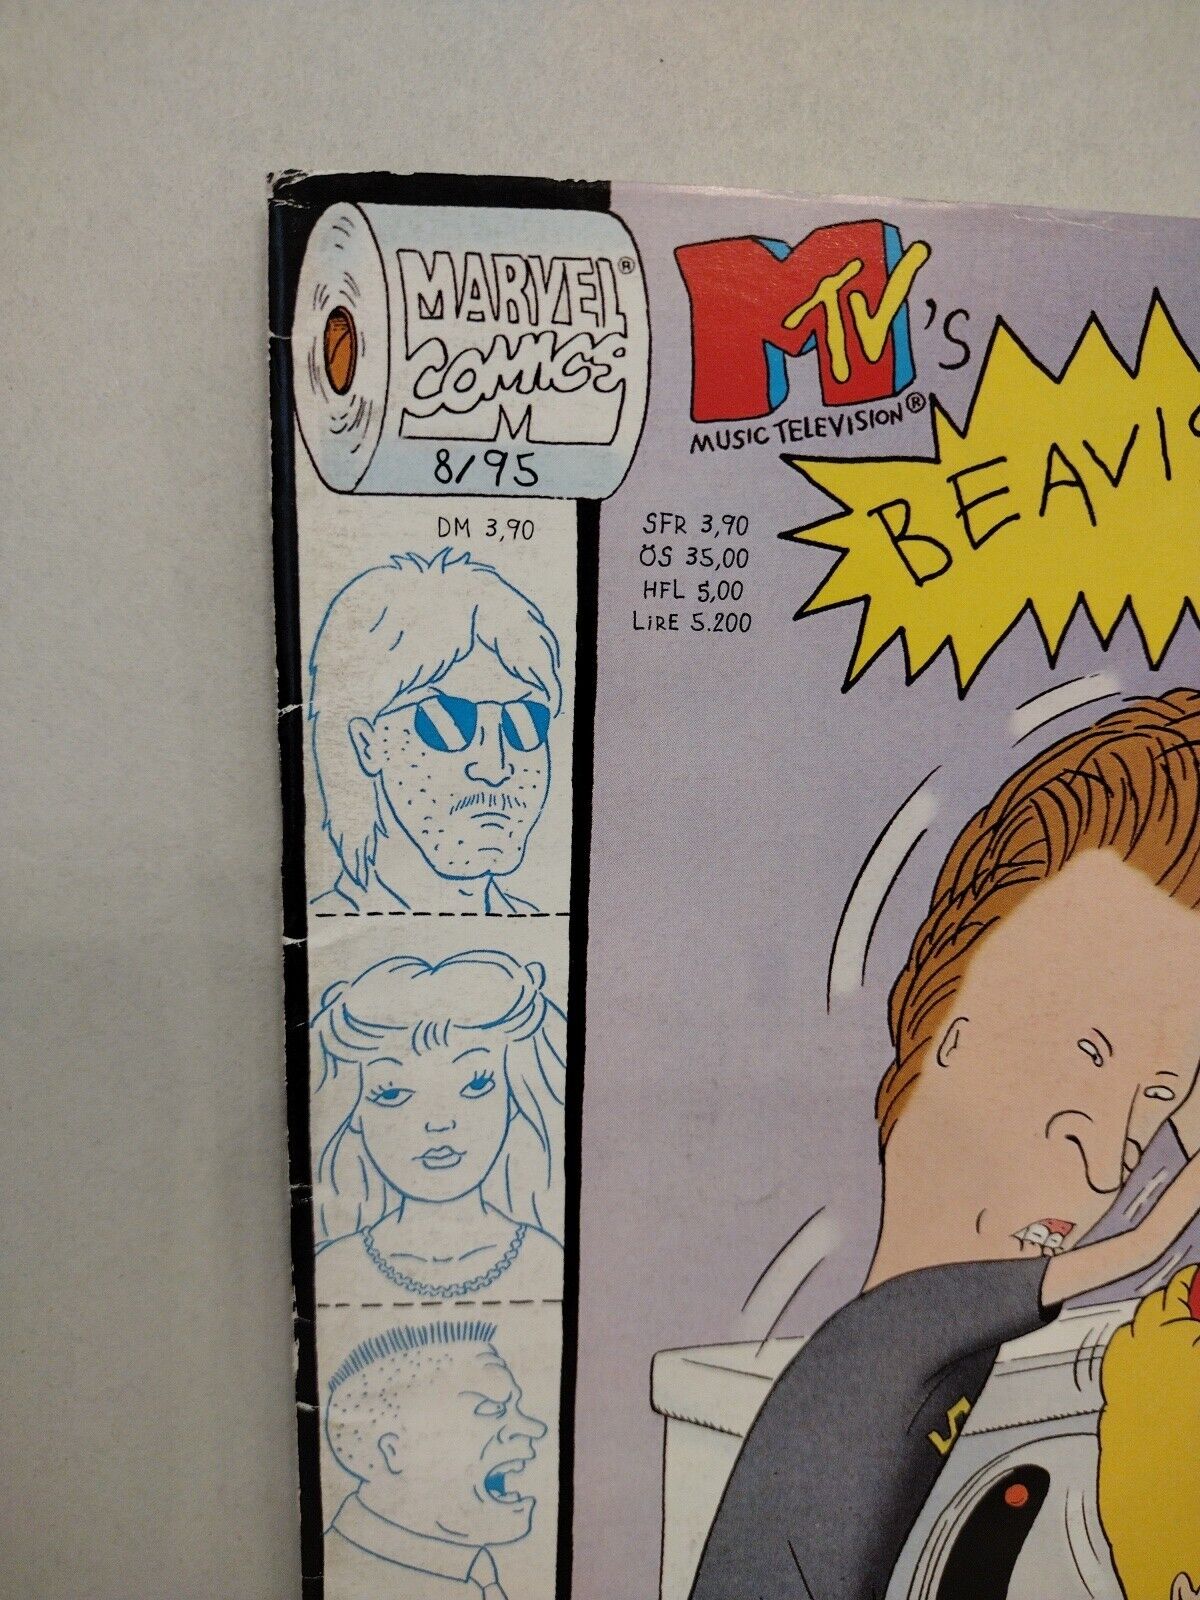 MARVEL®
COMICS
M
8/95
DM 3,90
MTV's
MUSIC TELEVISION®
SFR 3,90
ÖS 35,00
HFL 5,00
LiRE 5.200
BEAVIS